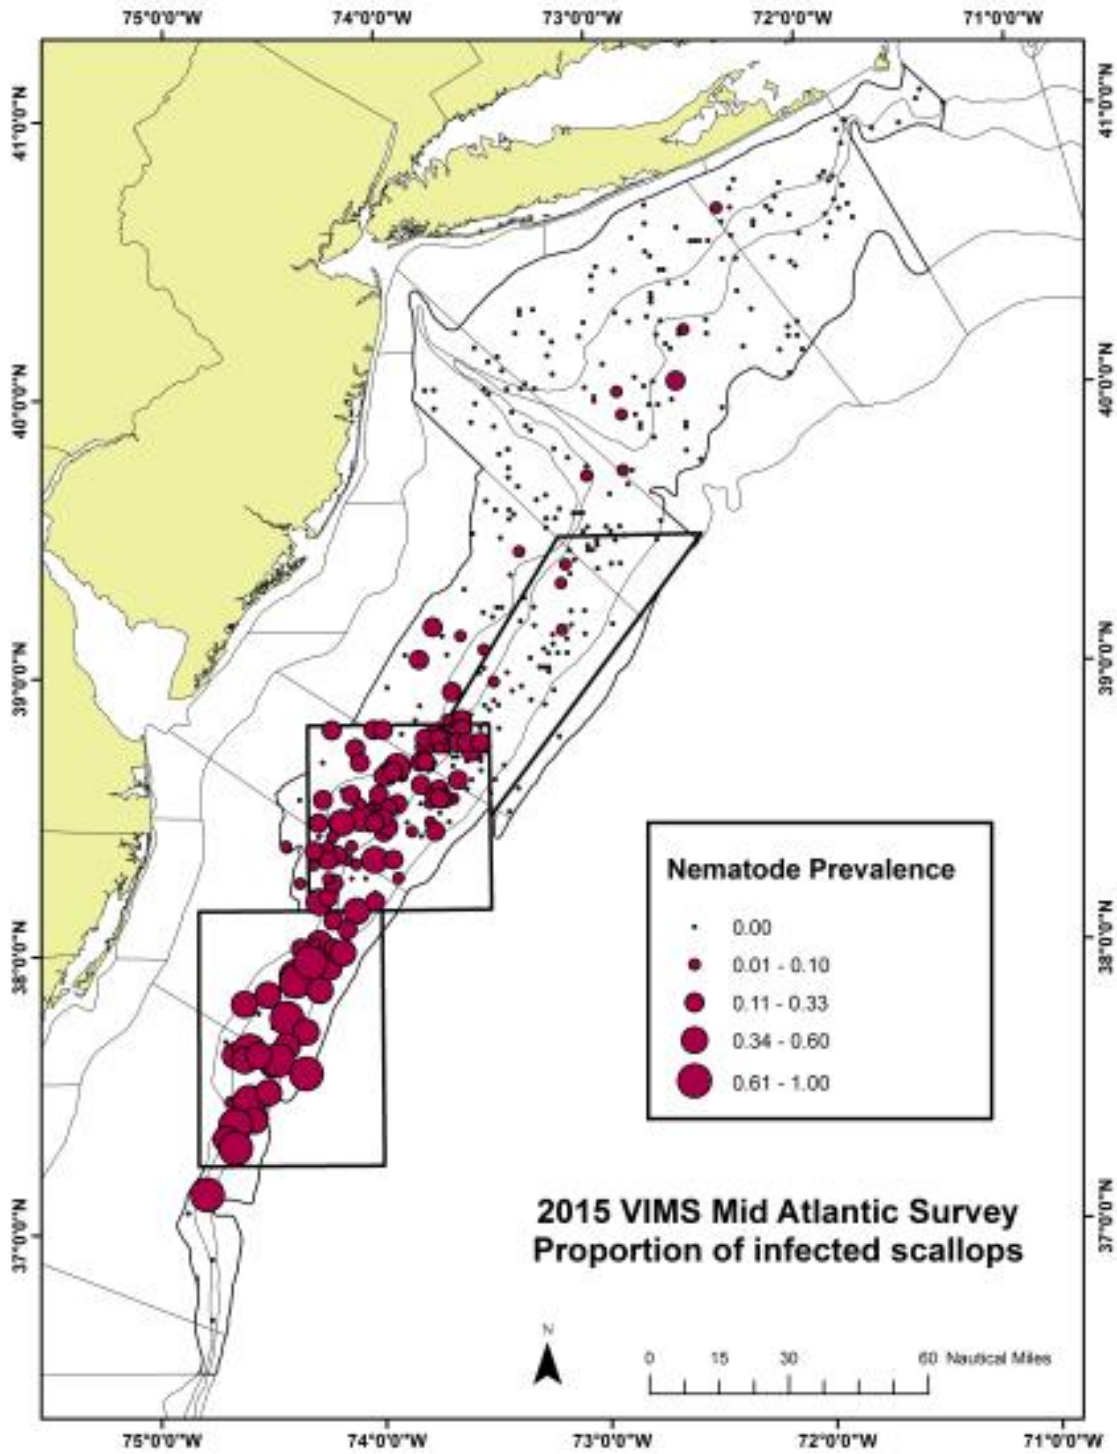 75°0'0"W 74°0'0"W 73°0'0"W 72°0'0"W 71°0'0"W
41°0'0"N 41°0'0"N
40°0'0"N 40°0'0"N
39°0'0"N 39°0'0"N
38°0'0"N 38°0'0"N
37°0'0"N 37°0'0"N
Nematode Prevalence
0.00
0.01 - 0.10
0.11 - 0.33
0.34 - 0.60
0.61 - 1.00
2015 VIMS Mid Atlantic Survey
Proportion of infected scallops
N
0 15 30 60 Nautical Miles
75°0'0"W 74°0'0"W 73°0'0"W 72°0'0"W 71°0'0"W